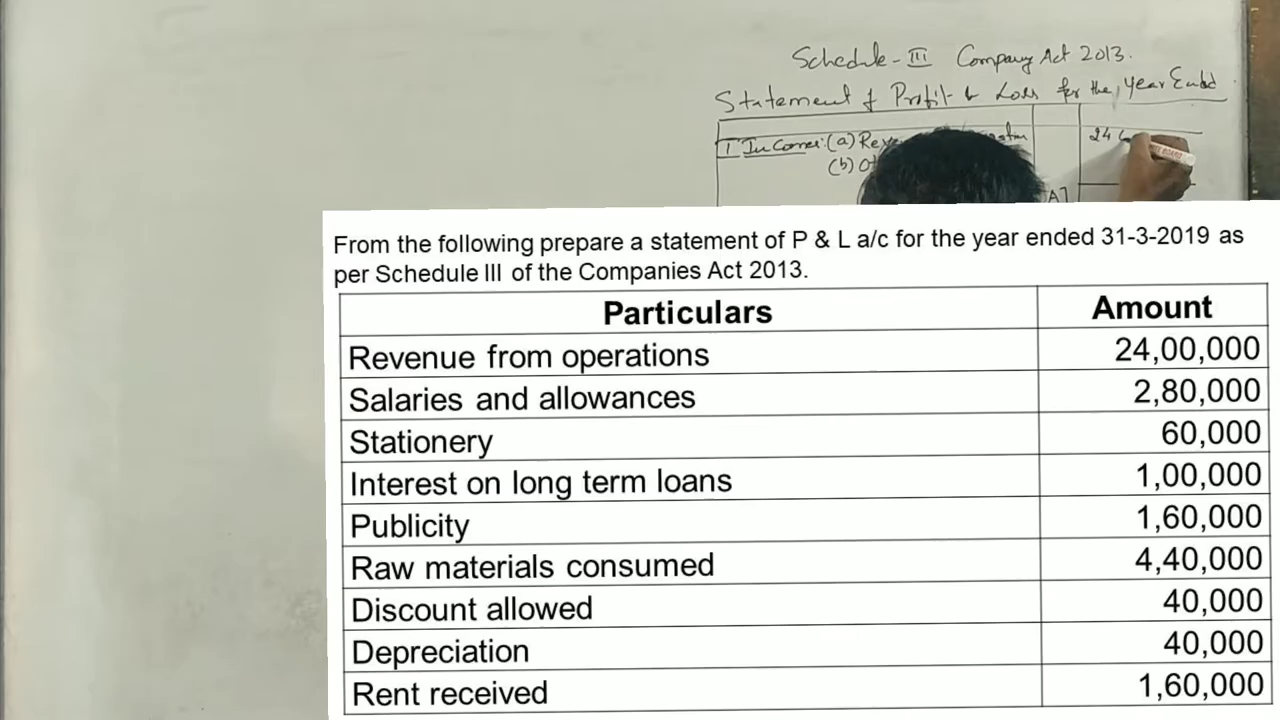 Schedule - III Company Act 2013.
Statement of Profit & Loss for the year Ended
I Incomes: (a) Rev
(b) Ot
24
A]
From the following prepare a statement of P & L a/c for the year ended 31-3-2019 as
per Schedule III of the Companies Act 2013.
Particulars Amount
Revenue from operations 24,00,000
Salaries and allowances 2,80,000
Stationery 60,000
Interest on long term loans 1,00,000
Publicity 1,60,000
Raw materials consumed 4,40,000
Discount allowed 40,000
Depreciation 40,000
Rent received 1,60,000